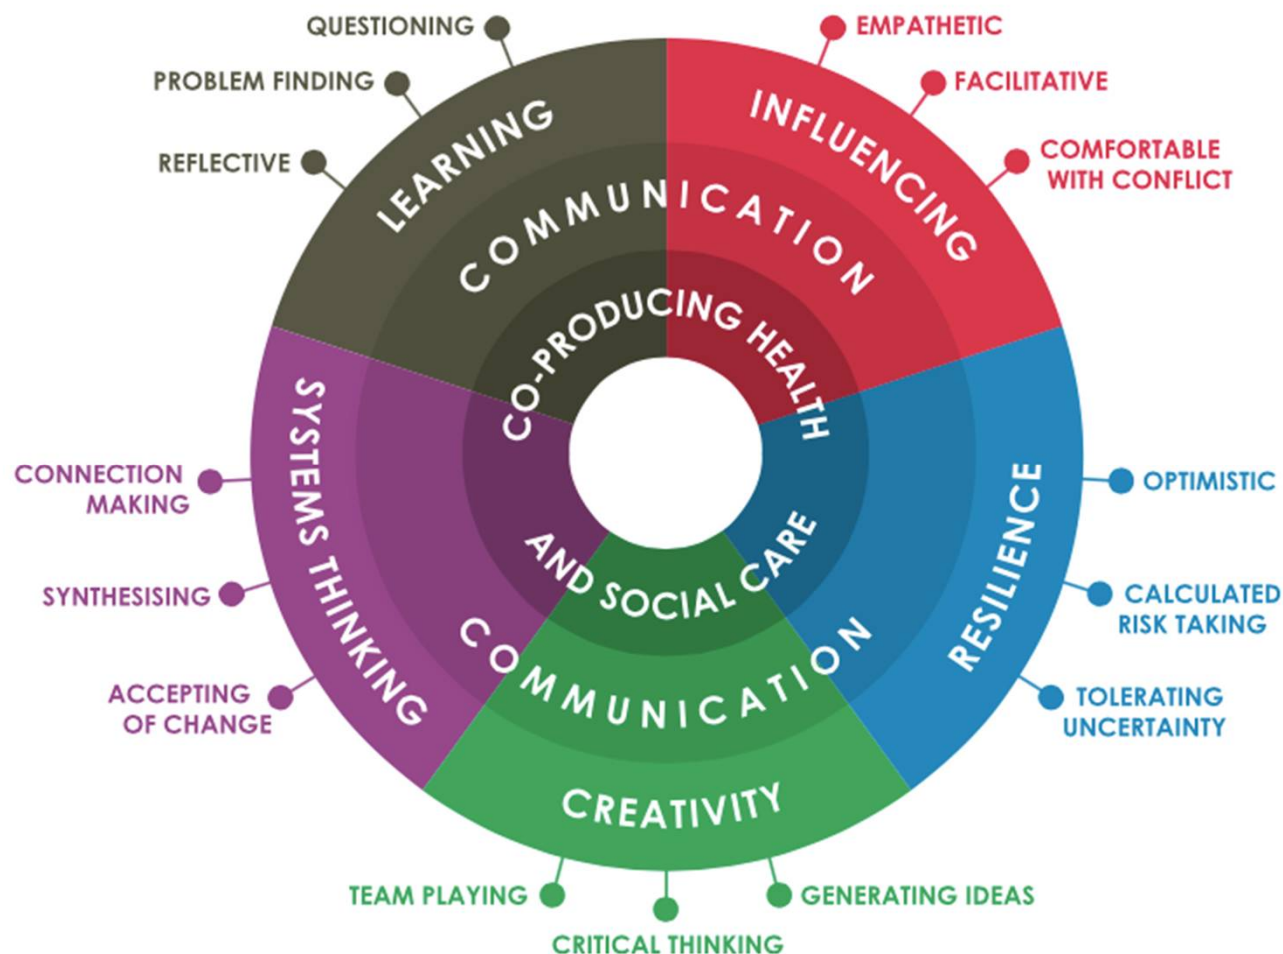 QUESTIONING
EMPATHETIC
PROBLEM FINDING
FACILITATIVE
REFLECTIVE
COMFORTABLE
WITH CONFLICT
LEARNING
INFLUENCING
COMMUNICATION
CO-PRODUCING HEALTH
AND SOCIAL CARE
COMMUNICATION
SYSTEMS THINKING
RESILIENCE
CREATIVITY
CONNECTION
MAKING
OPTIMISTIC
SYNTHESISING
CALCULATED
RISK TAKING
ACCEPTING
OF CHANGE
TOLERATING
UNCERTAINTY
TEAM PLAYING
GENERATING IDEAS
CRITICAL THINKING